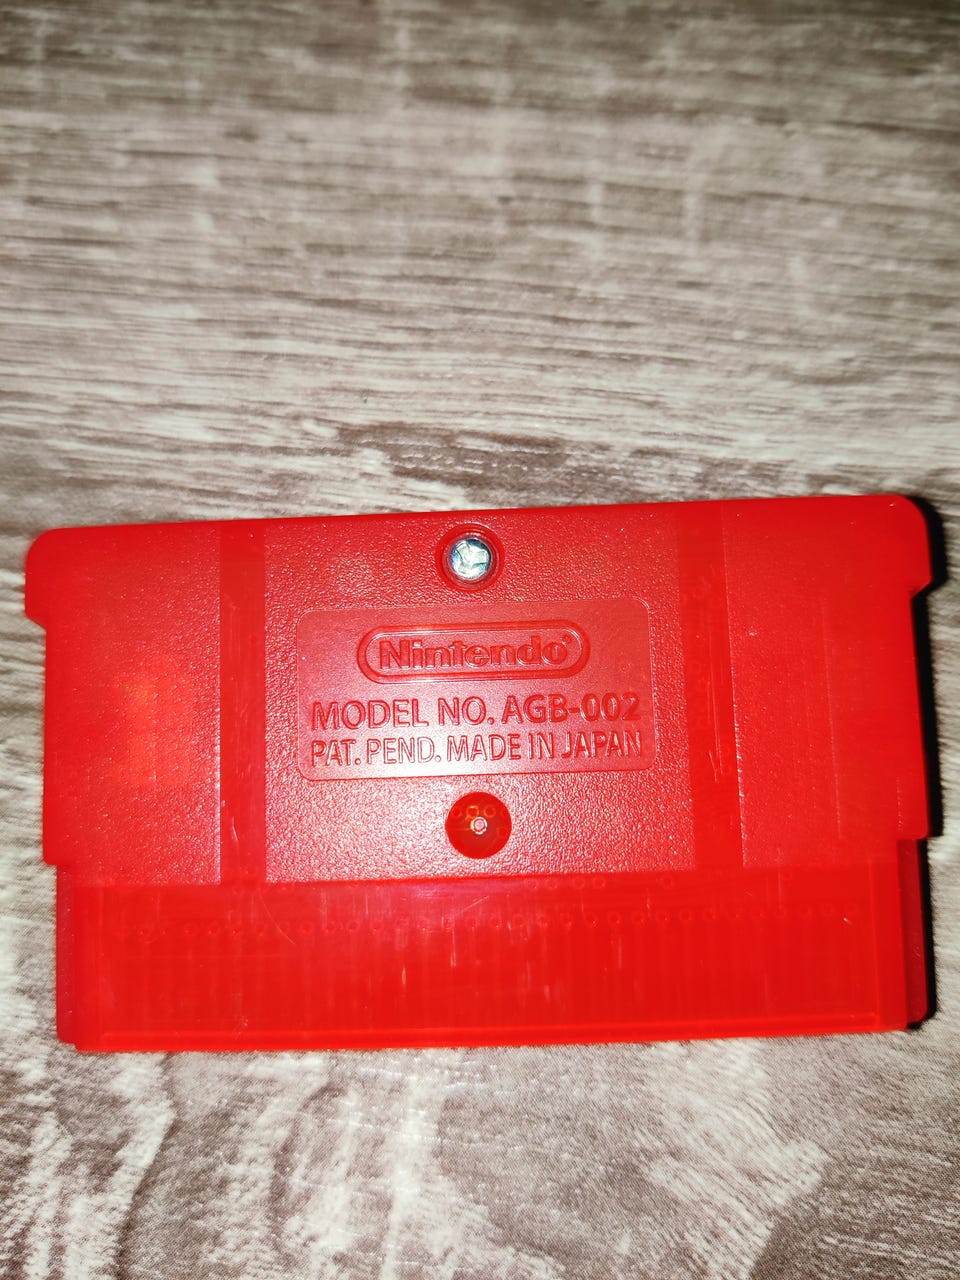 Nintendo
MODEL NO. AGB-002
PAT. PEND. MADE IN JAPAN